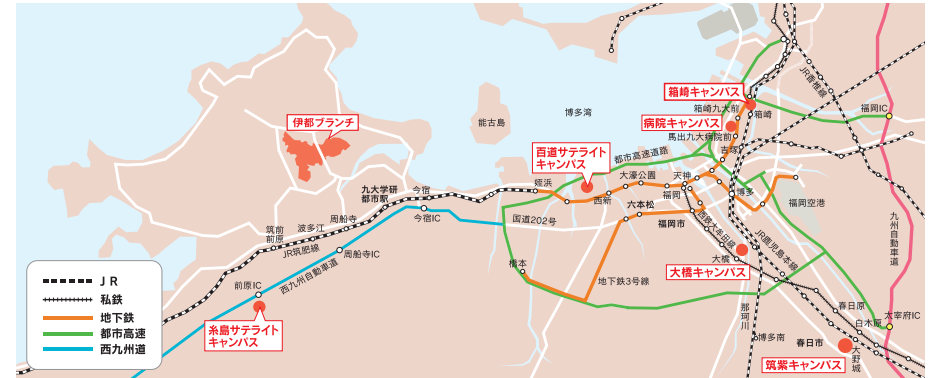 伊都ブランチ
能古島
博多湾
箱崎キャンパス
箱崎九大前
箱崎
病院キャンパス
馬出九大病院前
吉塚
JR香椎線
福岡IC
百道サテライト
キャンパス
都市高速道路
姪浜
西新
大濠公園
天神
福岡
六本松
福岡市
博多
福岡空港
九大学研
都市駅
今宿
今宿IC
国道202号
周船寺
波多江
筑前
前原
JR筑肥線
周船寺IC
西九州自動車道
前原IC
糸島サテライト
キャンパス
橋本
地下鉄3号線
西鉄大牟田線
JR鹿児島本線
大橋
大橋キャンパス
九州自動車道
那珂川
博多南
春日市
春日原
白木原
太宰府IC
大野城
筑紫キャンパス
JR
私鉄
地下鉄
都市高速
西九州道